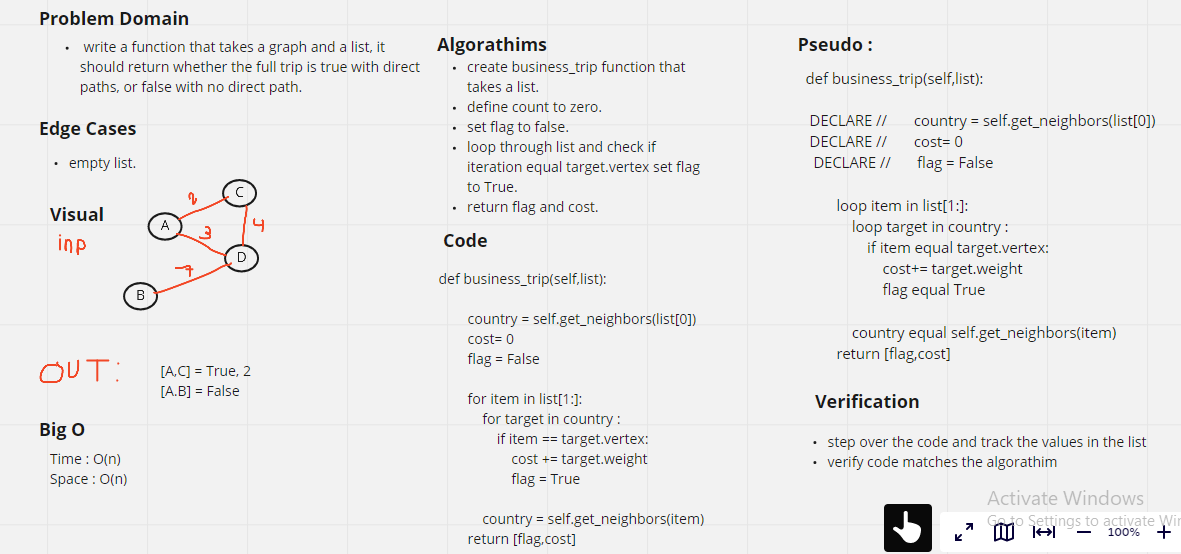 Problem Domain
write a function that takes a graph and a list, it
should return whether the full trip is true with direct
paths, or false with no direct path.
Edge Cases
empty list.
Visual
inp
A
C
D
B
2
3
4
7
OUT:
[A,C] = True, 2
[A.B] = False
Big O
Time : O(n)
Space : O(n)
Algorathims
create business_trip function that
takes a list.
define count to zero.
set flag to false.
loop through list and check if
iteration equal target.vertex set flag
to True.
return flag and cost.
Code
def business_trip(self,list):
country = self.get_neighbors(list[0])
cost= 0
flag = False
for item in list[1:]:
for target in country :
if item == target.vertex:
cost += target.weight
flag = True
country = self.get_neighbors(item)
return [flag,cost]
Pseudo :
def business_trip(self,list):
DECLARE // country = self.get_neighbors(list[0])
DECLARE // cost= 0
DECLARE // flag = False
loop item in list[1:]:
loop target in country :
if item equal target.vertex:
cost+= target.weight
flag equal True
country equal self.get_neighbors(item)
return [flag,cost]
Verification
step over the code and track the values in the list
verify code matches the algorathim
Activate Windows
Go to Settings to activate Wi
100%